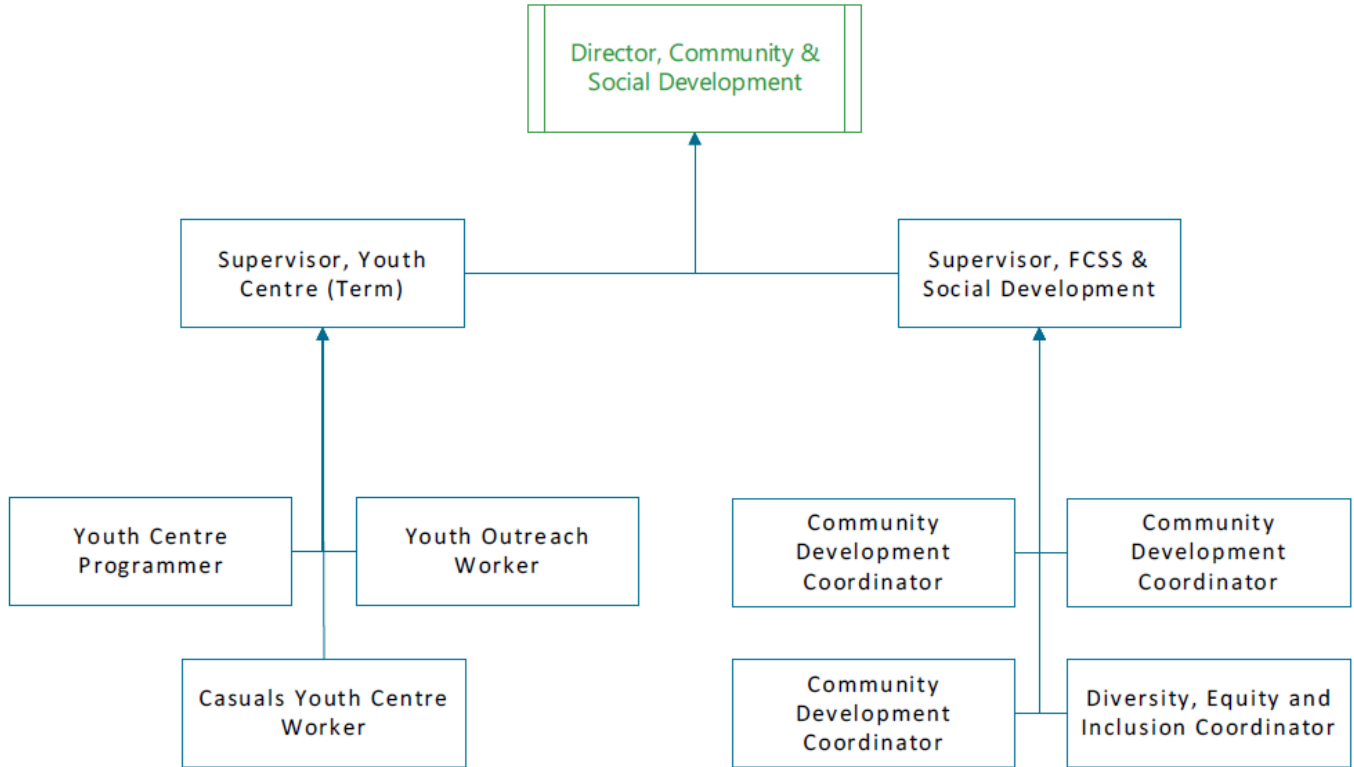 Director, Community &
Social Development
Supervisor, Youth
Centre (Term)
Supervisor, FCSS &
Social Development
Youth Centre
Programmer
Youth Outreach
Worker
Community
Development
Coordinator
Community
Development
Coordinator
Casuals Youth Centre
Worker
Community
Development
Coordinator
Diversity, Equity and
Inclusion Coordinator